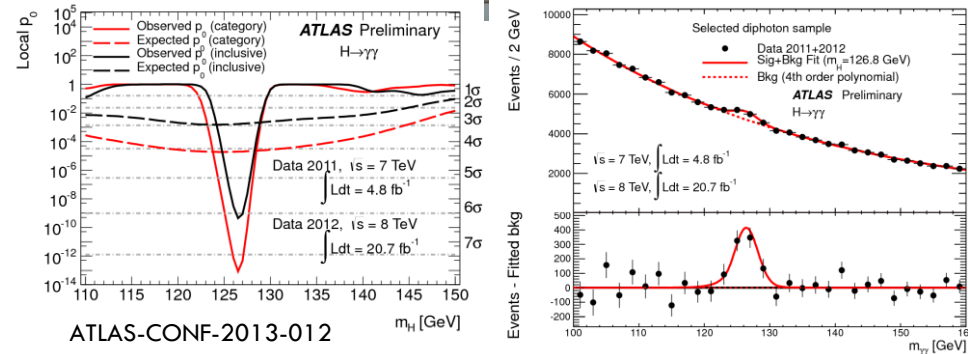 Local p0
10^5
10^4
10^2
1
10^-2
10^-4
10^-6
10^-8
10^-10
10^-12
10^-14
Observed p0 (category)
Expected p0 (category)
Observed p0 (inclusive)
Expected p0 (inclusive)
ATLAS Preliminary
H→γγ
1σ
2σ
3σ
4σ
5σ
6σ
7σ
Data 2011, √s = 7 TeV
∫ Ldt = 4.8 fb^-1
Data 2012, √s = 8 TeV
∫ Ldt = 20.7 fb^-1
110 115 120 125 130 135 140 145 150
m_H [GeV]
ATLAS-CONF-2013-012
Events / 2 GeV
10000
8000
6000
4000
2000
Selected diphoton sample
Data 2011+2012
Sig+Bkg Fit (m_H=126.8 GeV)
Bkg (4th order polynomial)
ATLAS Preliminary
H→γγ
√s = 7 TeV, ∫ Ldt = 4.8 fb^-1
√s = 8 TeV, ∫ Ldt = 20.7 fb^-1
Events - Fitted bkg
500
400
300
200
100
0
-100
-200
100 110 120 130 140 150 160
m_γγ [GeV]